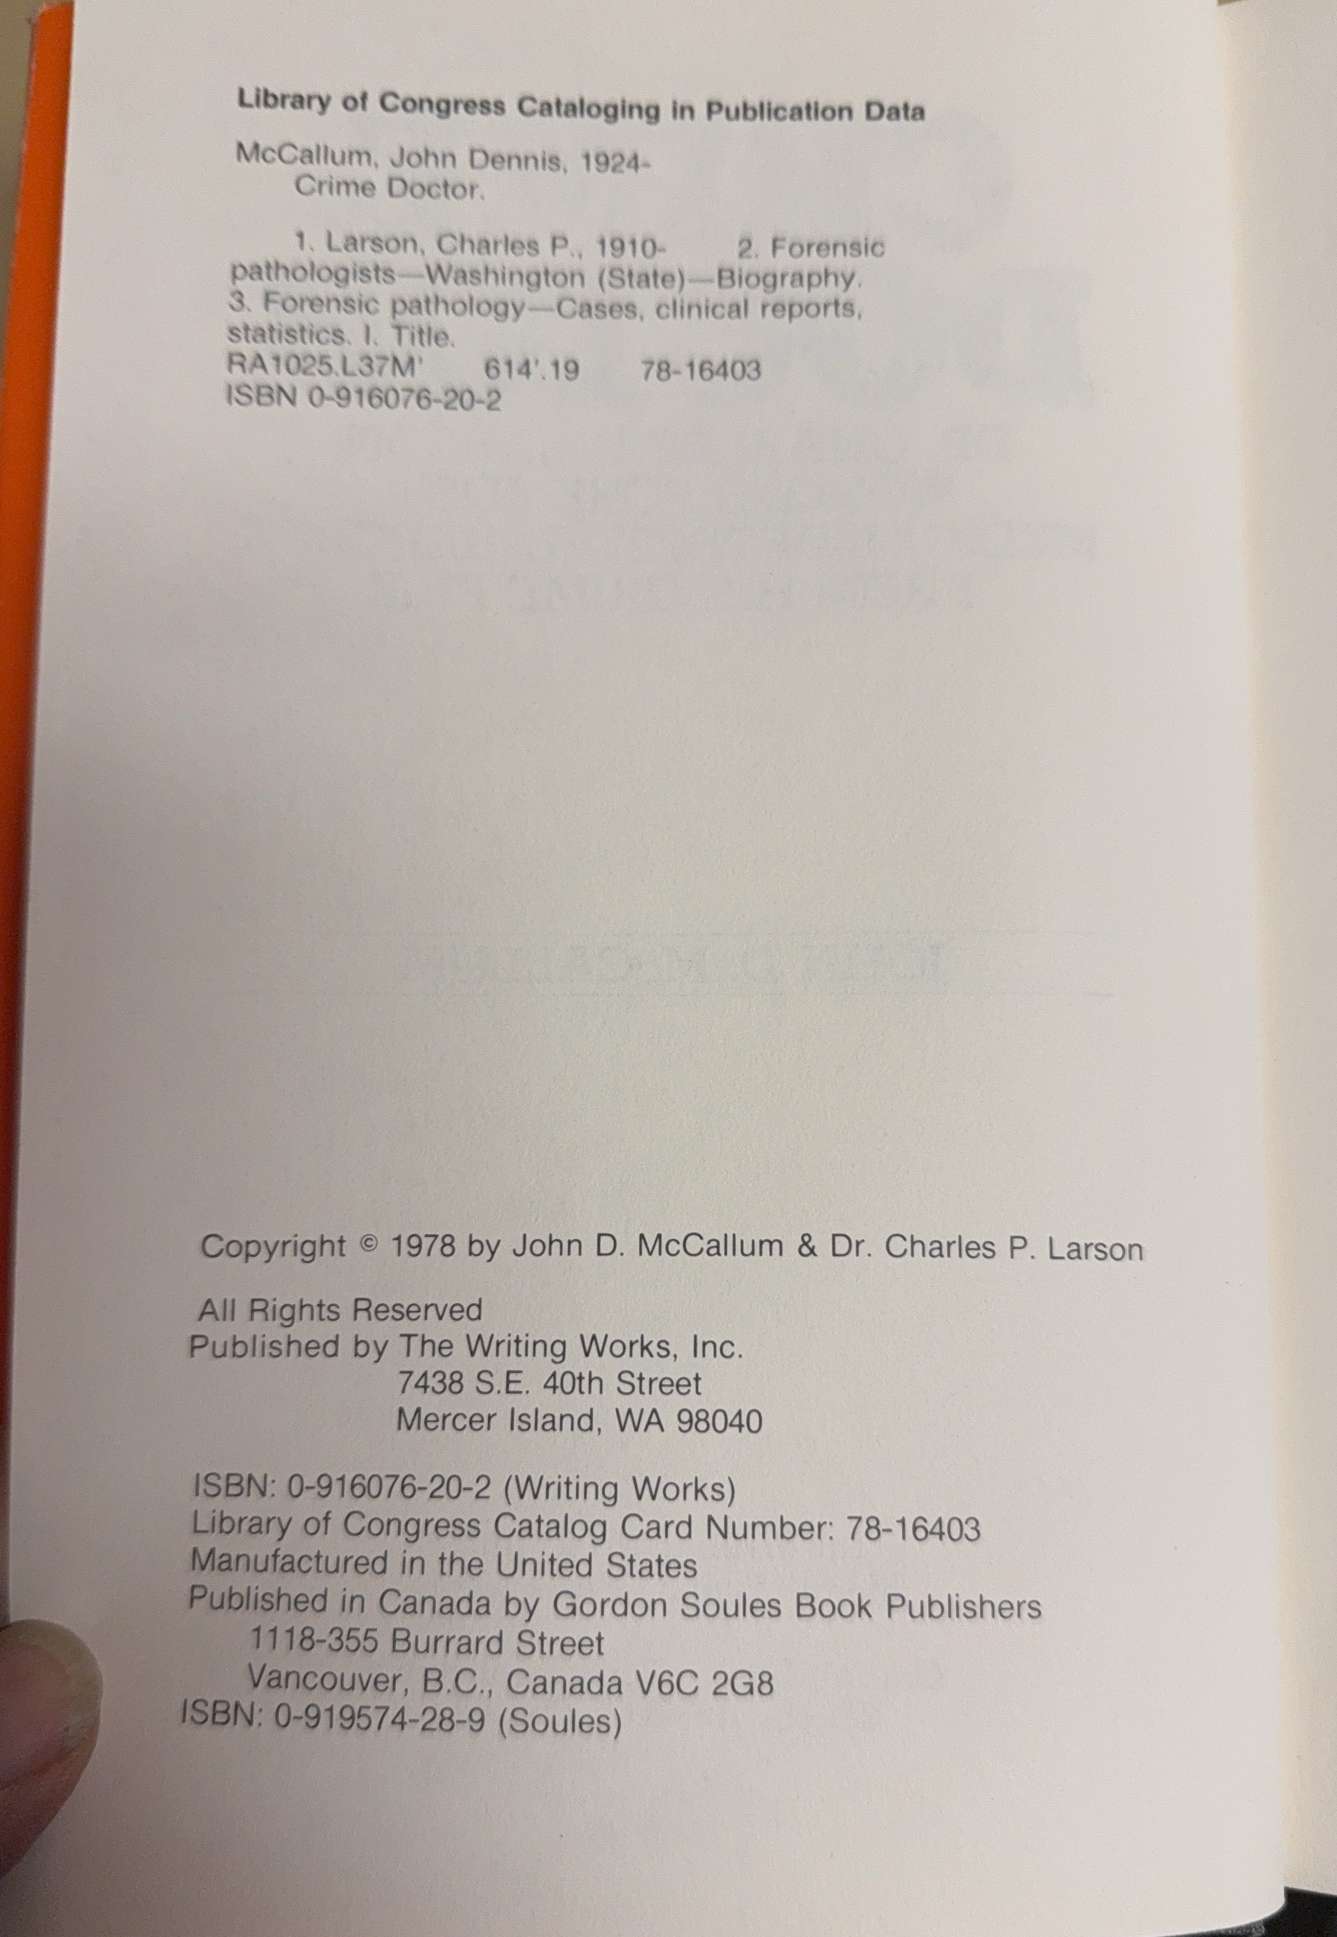 Library of Congress Cataloging in Publication Data
McCallum, John Dennis, 1924-
Crime Doctor.
1. Larson, Charles P., 1910- 2. Forensic
pathologists—Washington (State)—Biography.
3. Forensic pathology—Cases, clinical reports,
statistics. I. Title.
RA1025.L37M' 614'.19 78-16403
ISBN 0-916076-20-2
Copyright © 1978 by John D. McCallum & Dr. Charles P. Larson
All Rights Reserved
Published by The Writing Works, Inc.
7438 S.E. 40th Street
Mercer Island, WA 98040
ISBN: 0-916076-20-2 (Writing Works)
Library of Congress Catalog Card Number: 78-16403
Manufactured in the United States
Published in Canada by Gordon Soules Book Publishers
1118-355 Burrard Street
Vancouver, B.C., Canada V6C 2G8
ISBN: 0-919574-28-9 (Soules)